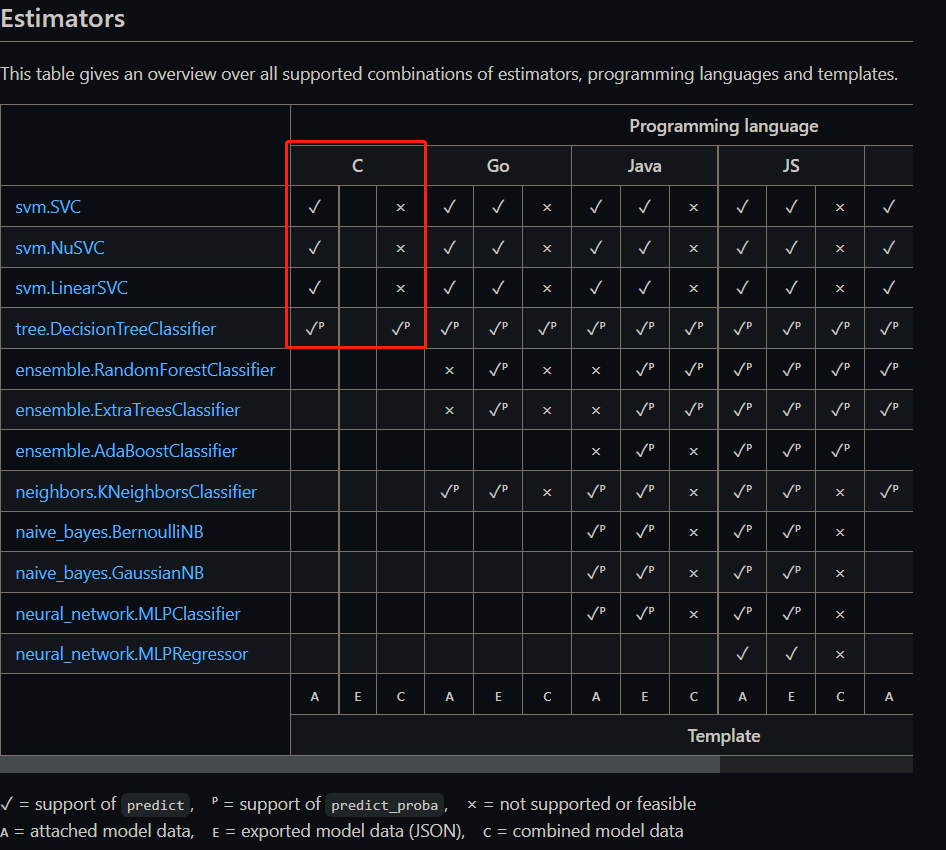 Estimators
This table gives an overview over all supported combinations of estimators, programming languages and templates.
Programming language
C Go Java JS
svm.SVC ✓ × ✓ ✓ × ✓ ✓ × ✓ ✓ × ✓
svm.NuSVC ✓ × ✓ ✓ × ✓ ✓ × ✓ ✓ × ✓
svm.LinearSVC ✓ × ✓ ✓ × ✓ ✓ × ✓ ✓ × ✓
tree.DecisionTreeClassifier ✓ᴾ ✓ᴾ ✓ᴾ ✓ᴾ ✓ᴾ ✓ᴾ ✓ᴾ ✓ᴾ ✓ᴾ ✓ᴾ ✓ᴾ ✓ᴾ
ensemble.RandomForestClassifier × ✓ᴾ × × ✓ᴾ ✓ᴾ ✓ᴾ ✓ᴾ ✓ᴾ ✓ᴾ
ensemble.ExtraTreesClassifier × ✓ᴾ × × ✓ᴾ ✓ᴾ ✓ᴾ ✓ᴾ ✓ᴾ ✓ᴾ
ensemble.AdaBoostClassifier × ✓ᴾ × ✓ᴾ ✓ᴾ ✓ᴾ
neighbors.KNeighborsClassifier ✓ᴾ ✓ᴾ × ✓ᴾ ✓ᴾ × ✓ᴾ ✓ᴾ × ✓ᴾ
naive_bayes.BernoulliNB ✓ᴾ ✓ᴾ × ✓ᴾ ✓ᴾ ×
naive_bayes.GaussianNB ✓ᴾ ✓ᴾ × ✓ᴾ ✓ᴾ ×
neural_network.MLPClassifier ✓ᴾ ✓ᴾ × ✓ᴾ ✓ᴾ ×
neural_network.MLPRegressor ✓ ✓ ×
A E C A E C A E C A E C A
Template
✓ = support of predict, ᴾ = support of predict_proba, × = not supported or feasible
ᴀ = attached model data, ᴇ = exported model data (JSON), ᴄ = combined model data